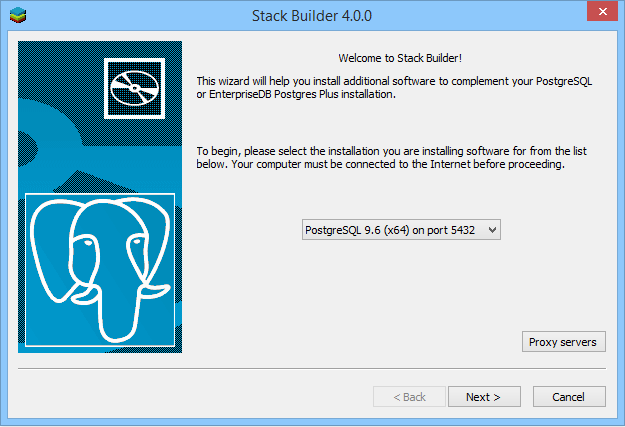 Stack Builder 4.0.0
Welcome to Stack Builder!
This wizard will help you install additional software to complement your PostgreSQL
or EnterpriseDB Postgres Plus installation.
To begin, please select the installation you are installing software for from the list
below. Your computer must be connected to the Internet before proceeding.
PostgreSQL 9.6 (x64) on port 5432
Proxy servers
< Back Next > Cancel